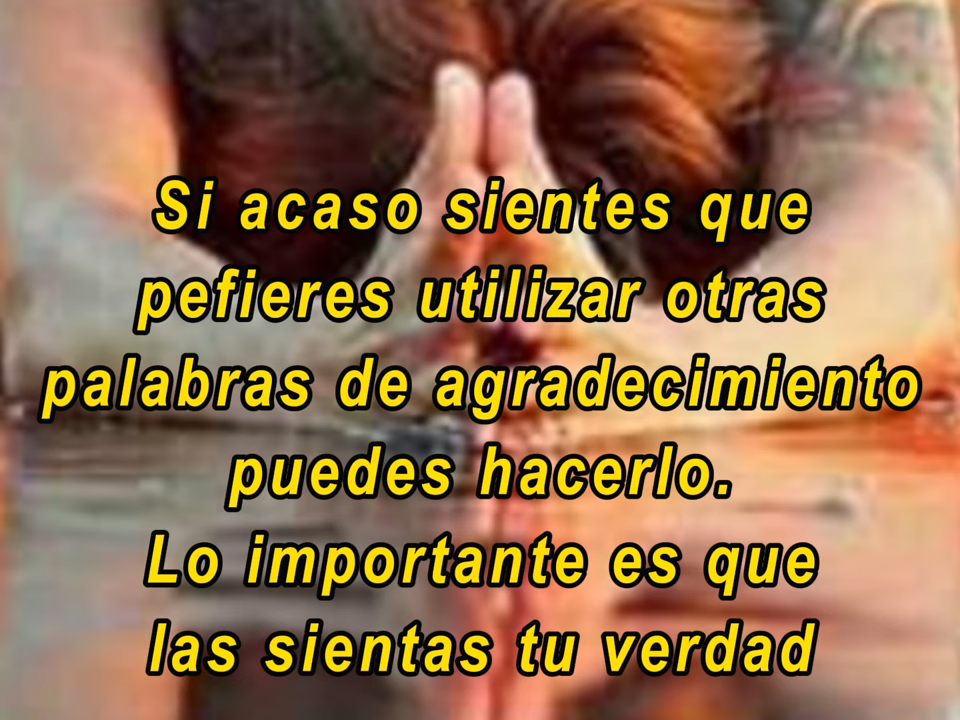 Si acaso sientes que
pefieres utilizar otras
palabras de agradecimiento
puedes hacerlo.
Lo importante es que
las sientas tu verdad